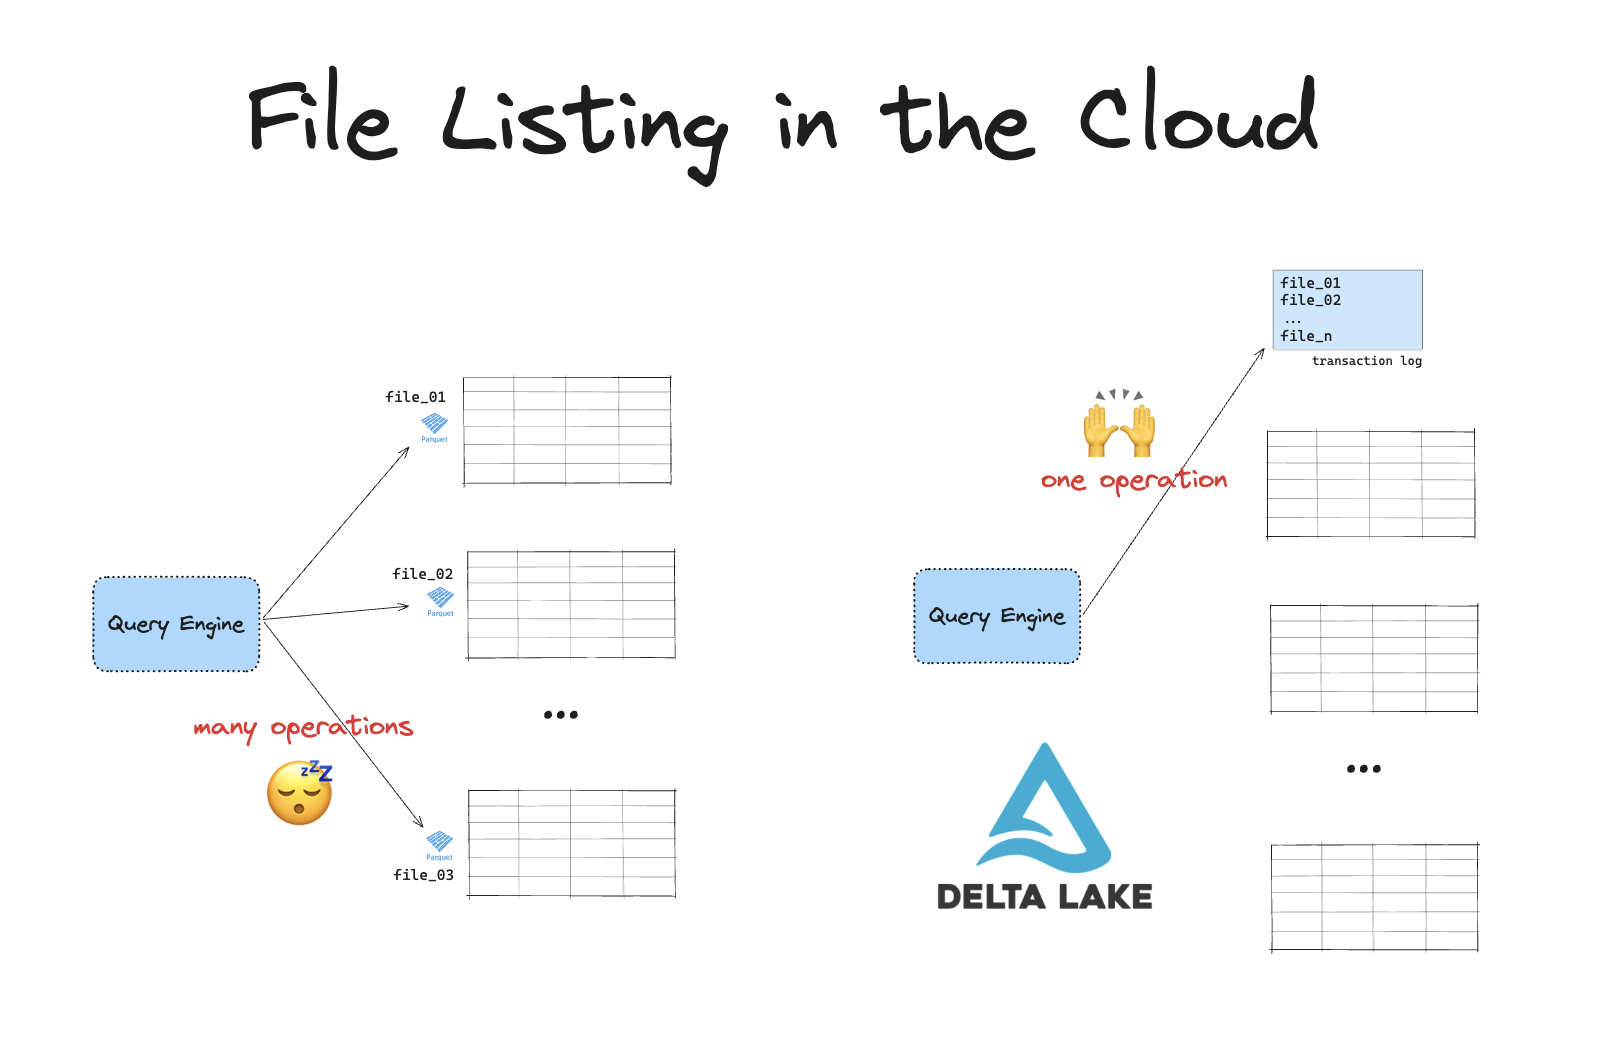 File Listing in the Cloud
file_01
Parquet
file_02
Parquet
Query Engine
...
many operations
zzz
Parquet
file_03
file_01
file_02
...
file_n
transaction log
one operation
Query Engine
...
DELTA LAKE